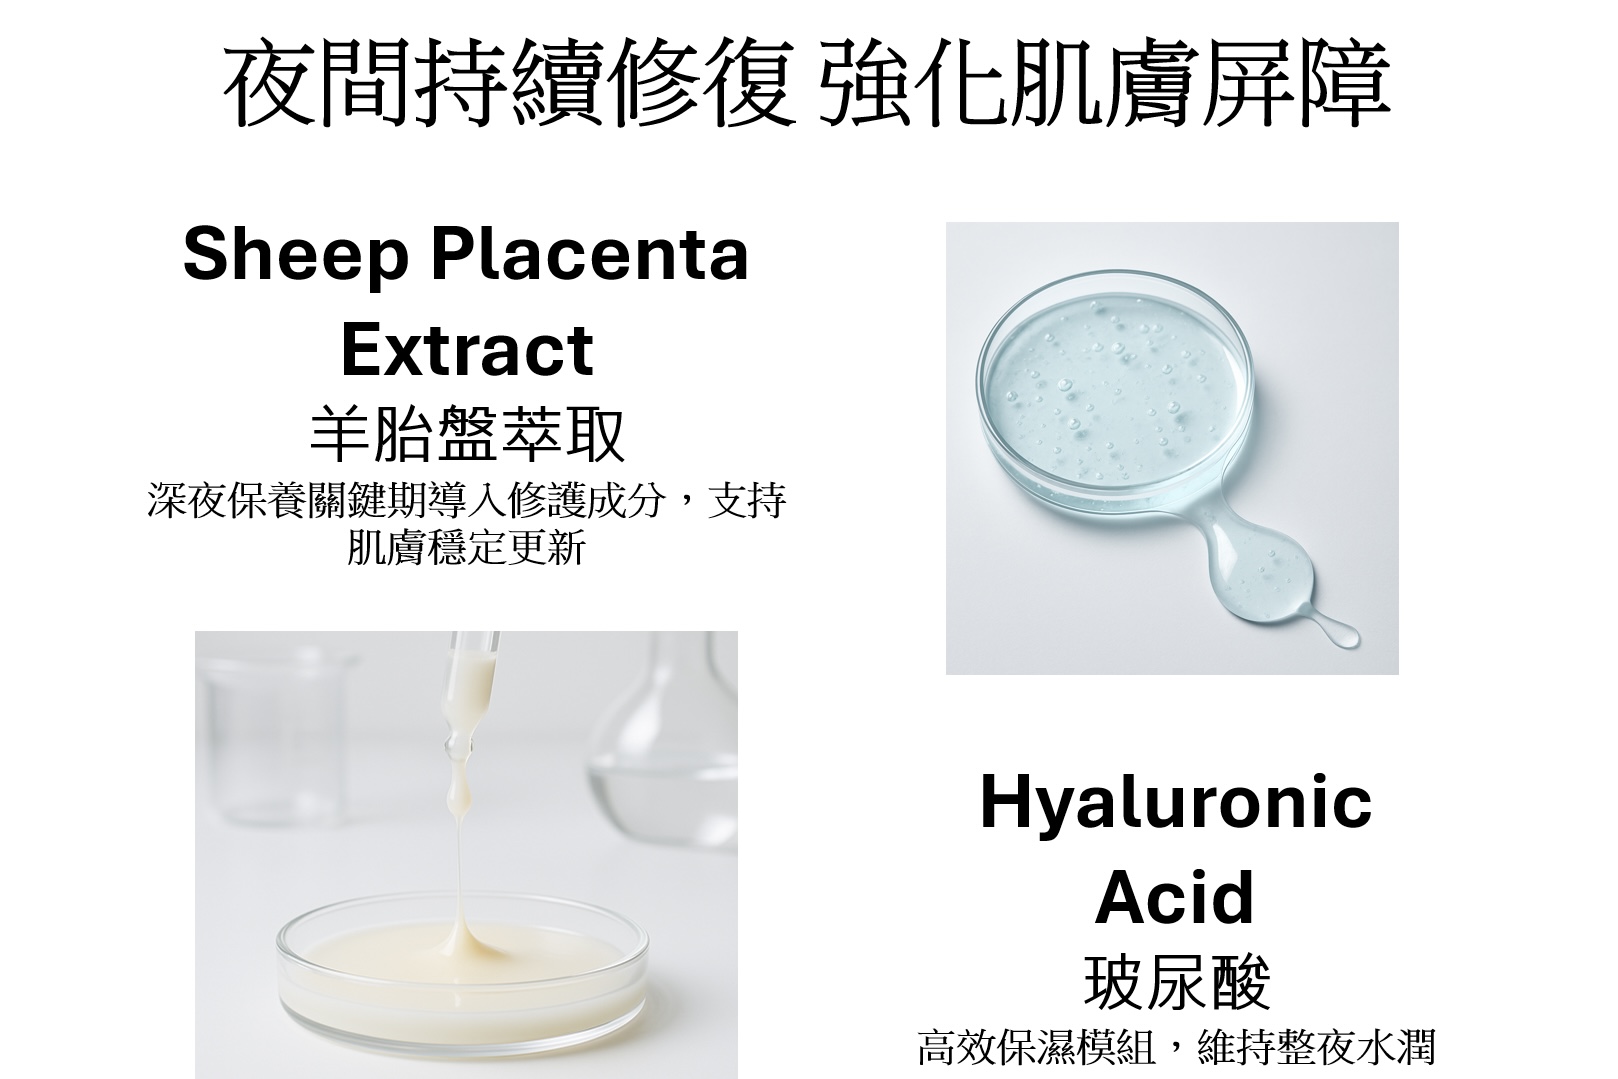 夜間持續修復 強化肌膚屏障
Sheep Placenta
Extract
羊胎盤萃取
深夜保養關鍵期導入修護成分，支持
肌膚穩定更新
Hyaluronic
Acid
玻尿酸
高效保濕模組，維持整夜水潤